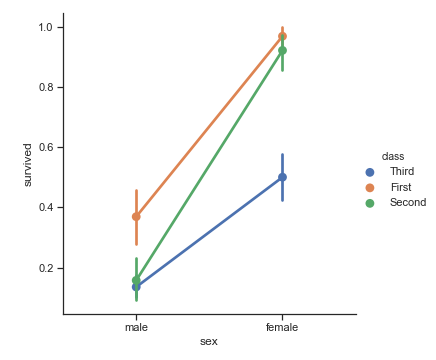 1.0
0.8
0.6
0.4
0.2
survived
male female
sex
class
Third
First
Second